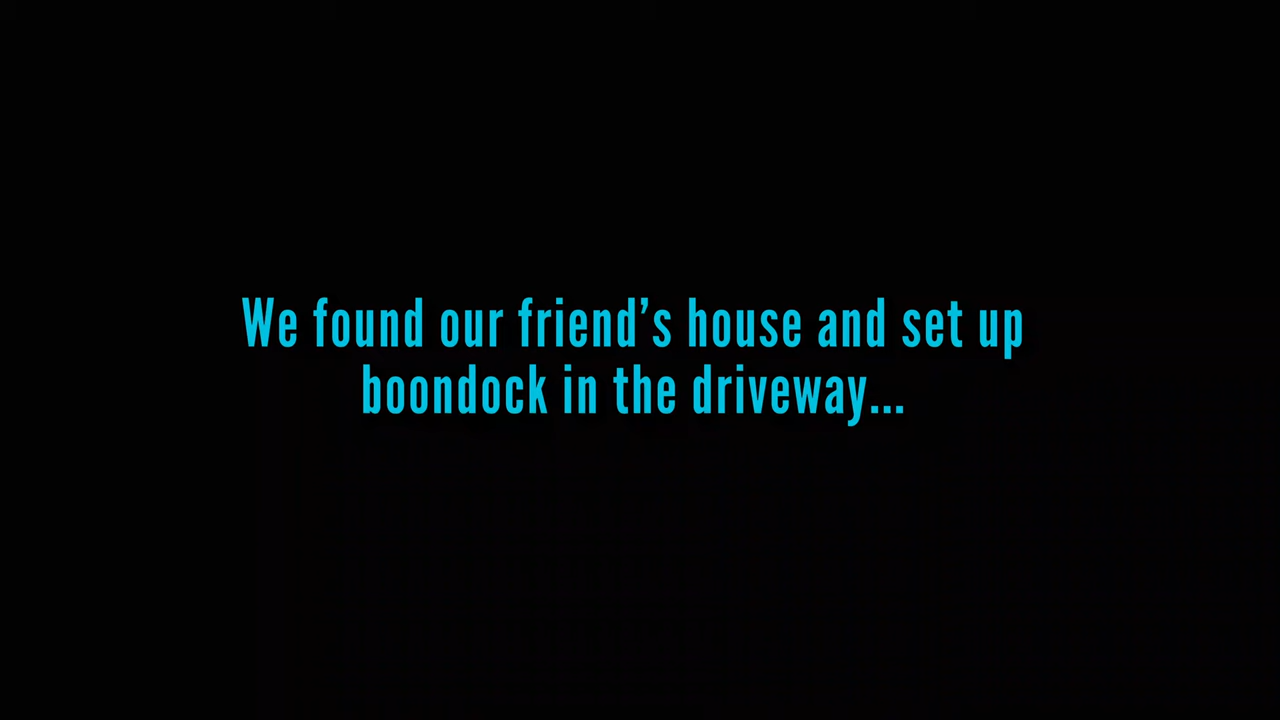 We found our friend’s house and set up
boondock in the driveway...